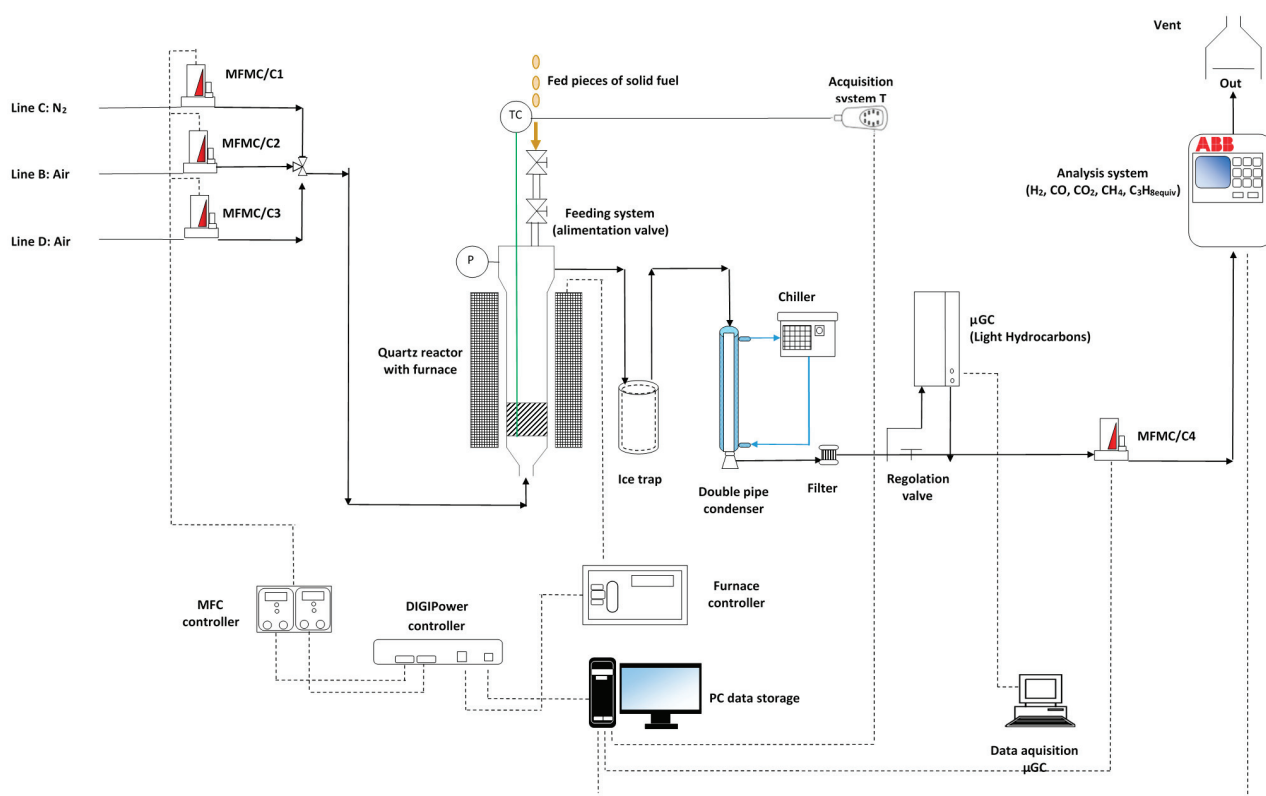 Vent
Out
MFMC/C1
Fed pieces of solid fuel
Acquisition
system T
Line C: N₂
TC
MFMC/C2
ABB
Line B: Air
Analysis system
(H₂, CO, CO₂, CH₄, C₃H₈equiv)
MFMC/C3
Feeding system
(alimentation valve)
Line D: Air
P
Chiller
μGC
(Light Hydrocarbons)
Quartz reactor
with furnace
MFMC/C4
Ice trap
Double pipe
condenser
Filter
Regolation
valve
MFC
controller
DIGIPower
controller
Furnace
controller
PC data storage
Data aquisition
μGC